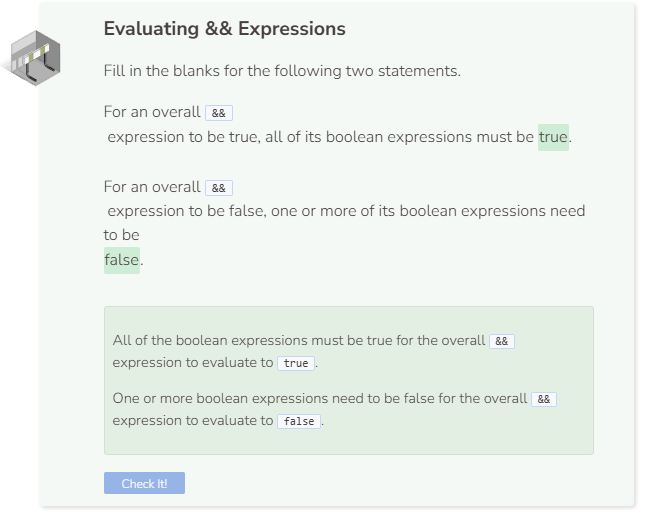 Evaluating && Expressions
Fill in the blanks for the following two statements.
For an overall &&
expression to be true, all of its boolean expressions must be true.
For an overall &&
expression to be false, one or more of its boolean expressions need
to be
false.
All of the boolean expressions must be true for the overall &&
expression to evaluate to true.
One or more boolean expressions need to be false for the overall &&
expression to evaluate to false.
Check It!